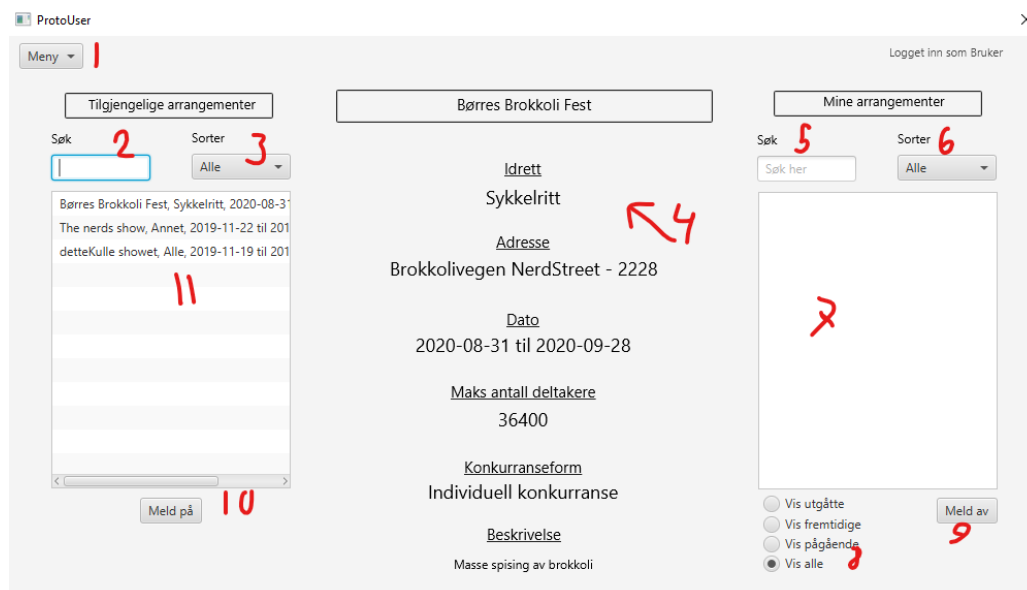 ProtoUser
Meny 1
Logget inn som Bruker
Tilgjengelige arrangementer
Søk 2
Sorter 3
Alle
Børres Brokkoli Fest, Sykkelritt, 2020-08-31
The nerds show, Annet, 2019-11-22 til 201
detteKulle showet, Alle, 2019-11-19 til 201
11
Meld på 10
Børres Brokkoli Fest
Idrett
Sykkelritt
4
Adresse
Brokkolivegen NerdStreet - 2228
Dato
2020-08-31 til 2020-09-28
Maks antall deltakere
36400
Konkurranseform
Individuell konkurranse
Beskrivelse
Masse spising av brokkoli
Mine arrangementer
Søk 5
Søk her
Sorter 6
Alle
7
Vis utgåtte
Vis fremtidige
Vis pågående
Vis alle 8
Meld av
9